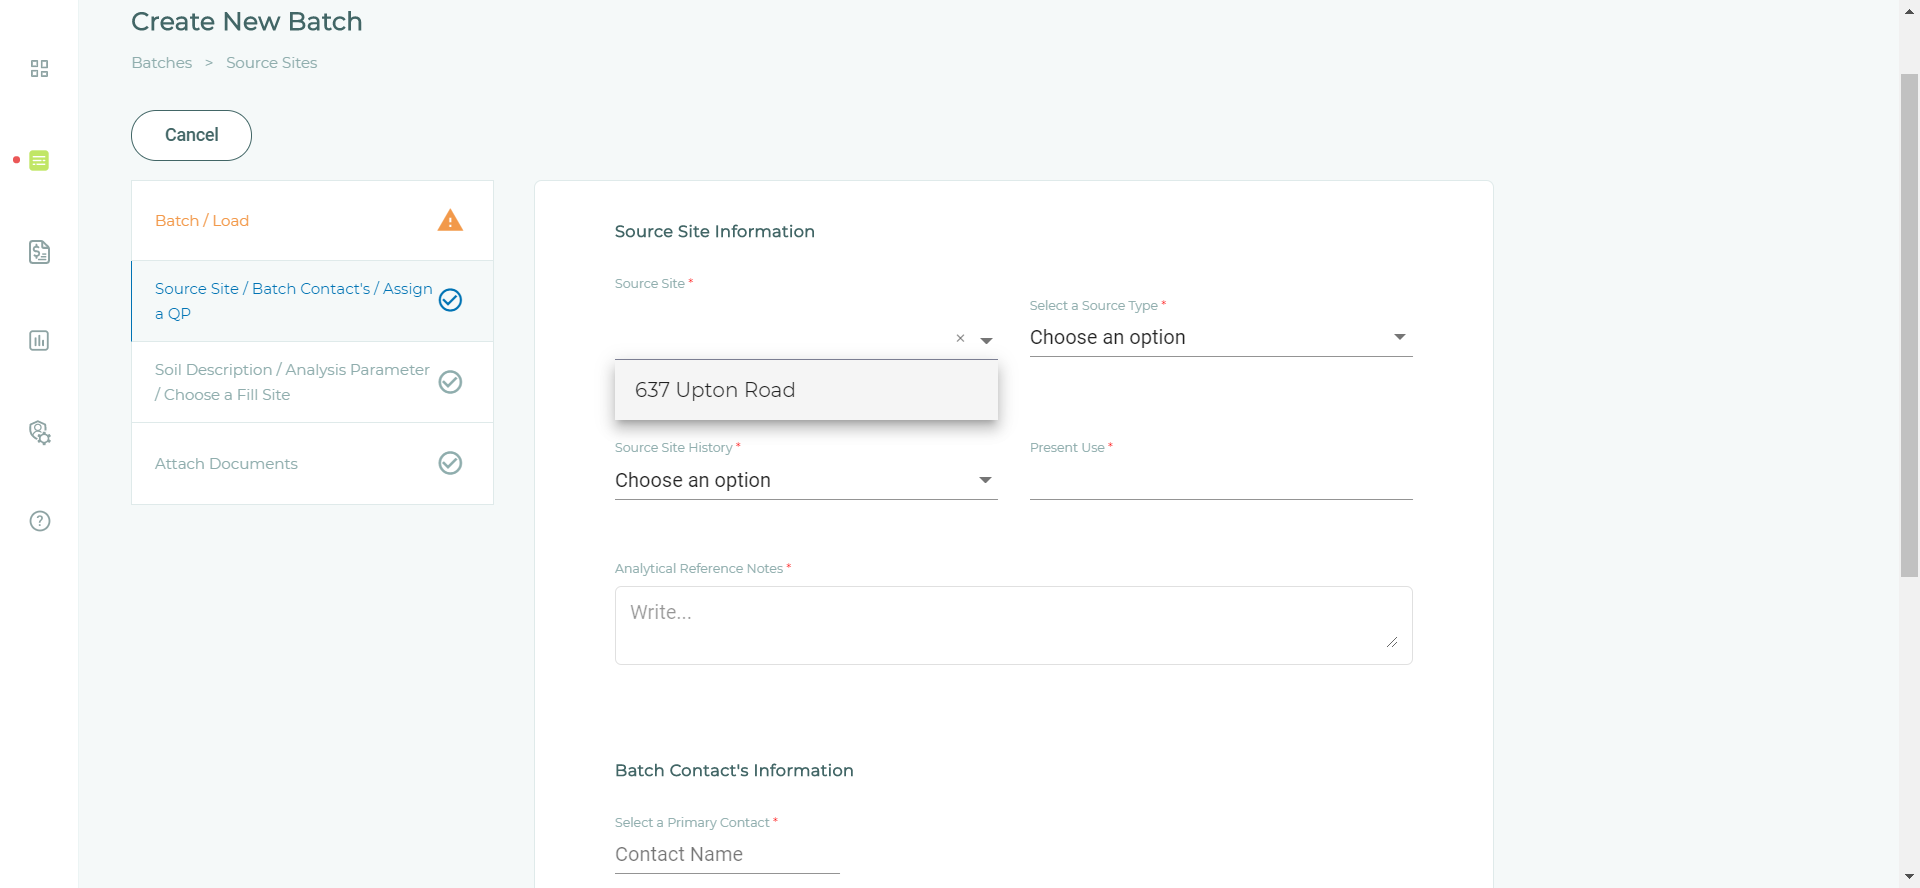 Create New Batch
Batches > Source Sites
Cancel
Batch / Load
Source Site / Batch Contact's / Assign
a QP
Soil Description / Analysis Parameter
/ Choose a Fill Site
Attach Documents
Source Site Information
Source Site *
Select a Source Type *
× 
Choose an option
637 Upton Road
Source Site History *
Present Use *
Choose an option
Analytical Reference Notes *
Write...
Batch Contact's Information
Select a Primary Contact *
Contact Name